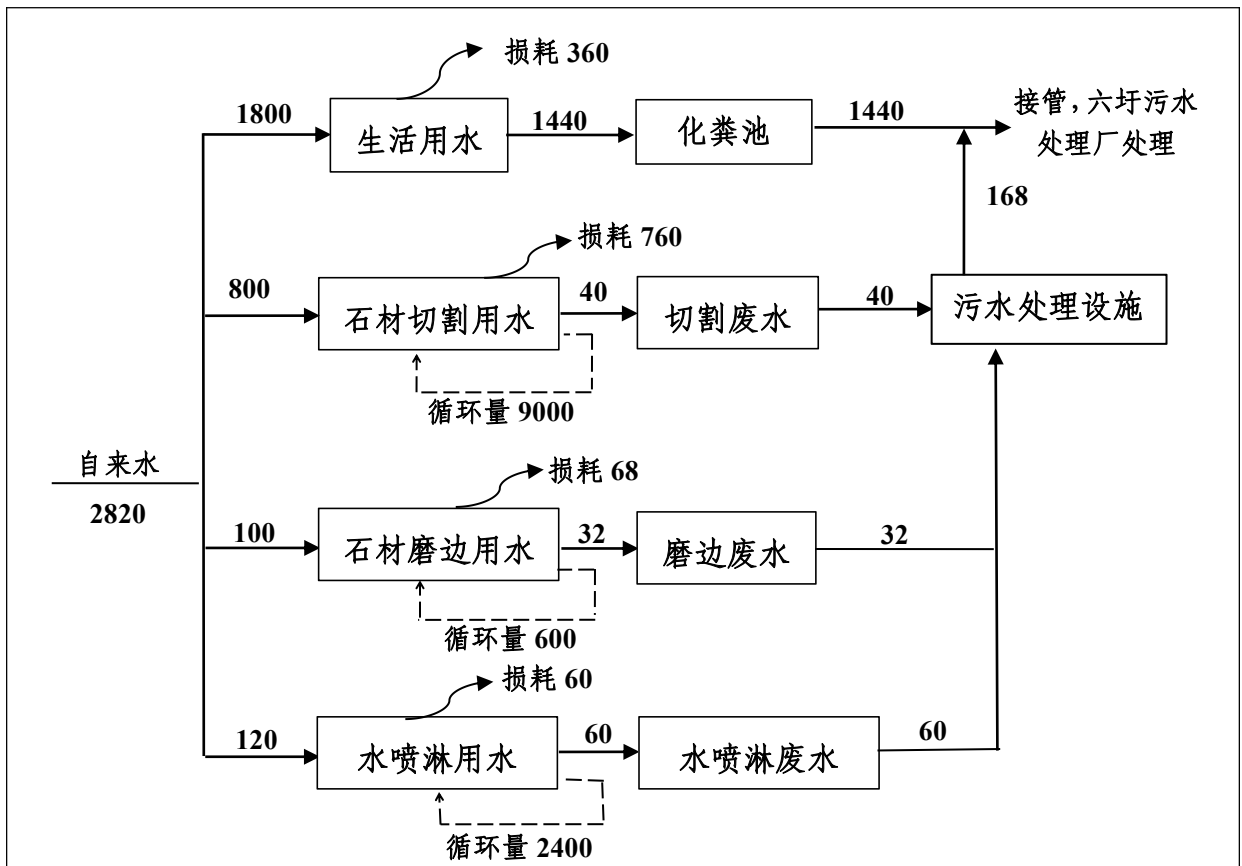 损耗 360
1800
生活用水
1440
化粪池
1440
接管，六圩污水
处理厂处理
168
损耗 760
800
石材切割用水
40
切割废水
40
污水处理设施
循环量 9000
自来水
2820
损耗 68
100
石材磨边用水
32
磨边废水
32
循环量 600
损耗 60
120
水喷淋用水
60
水喷淋废水
60
循环量 2400